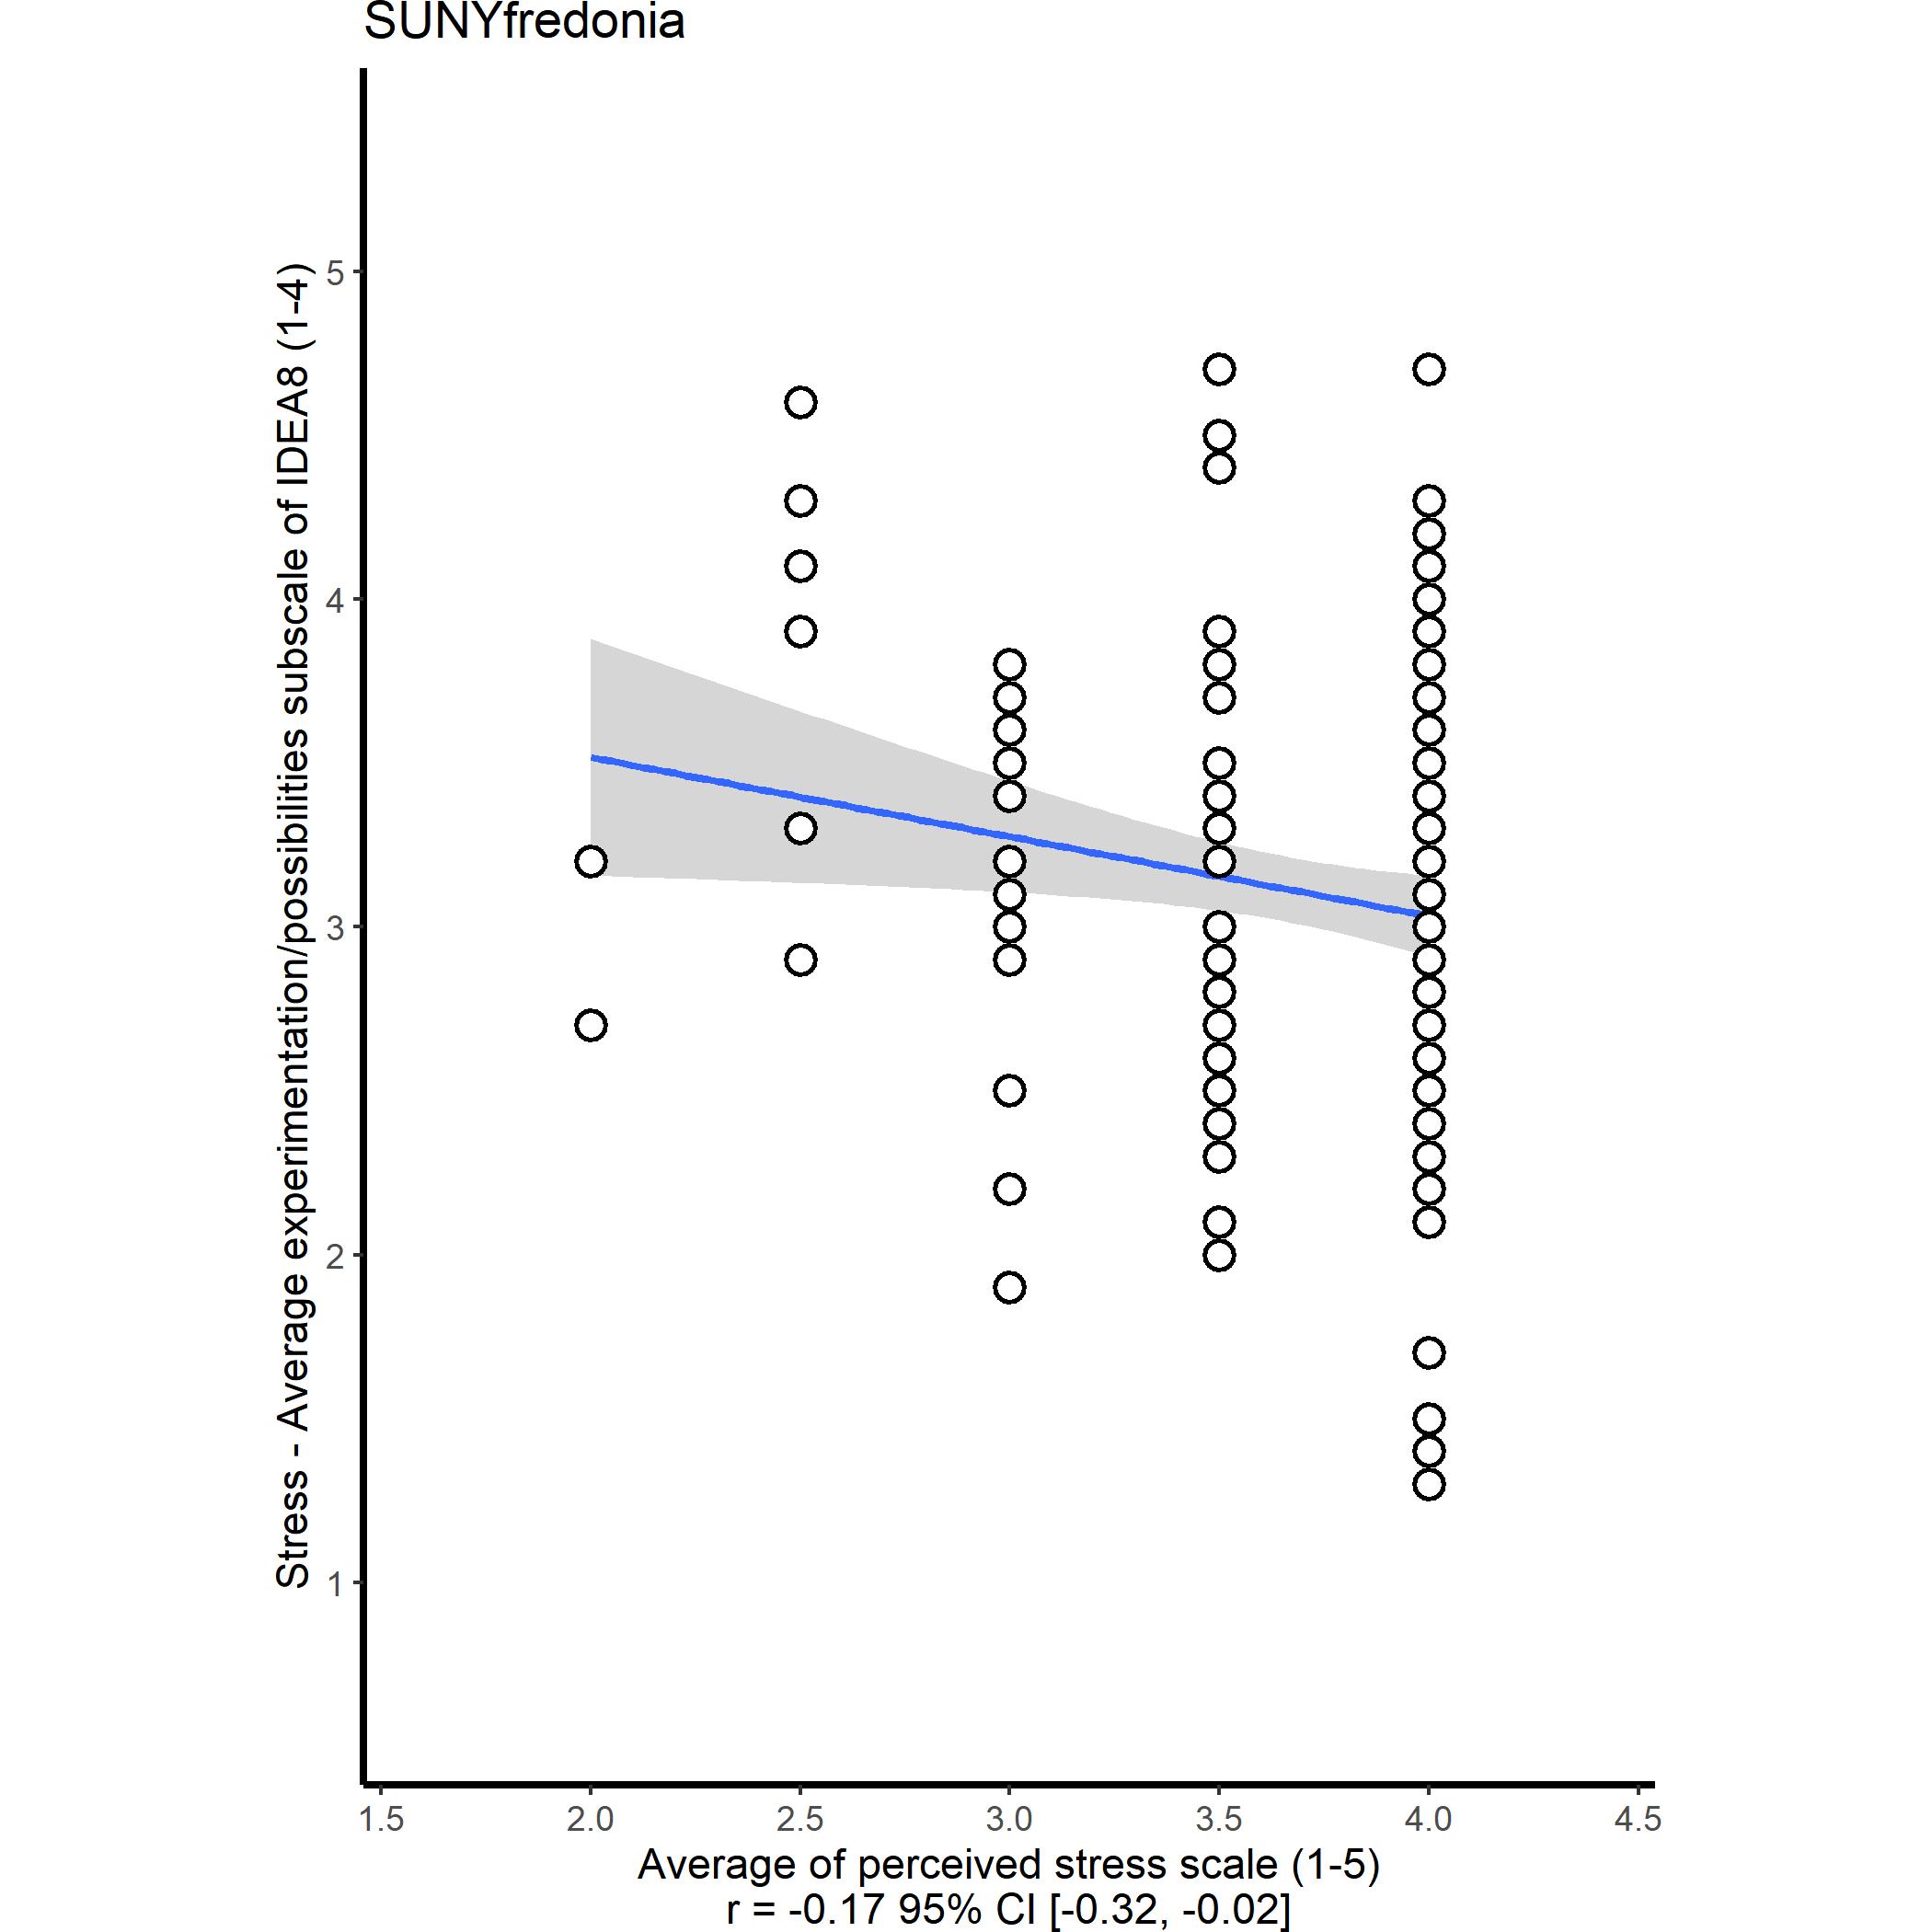 SUNYfredonia
Stress - Average experimentation/possibilities subscale of IDEA8 (1-4)
5
4
3
2
1
1.5 2.0 2.5 3.0 3.5 4.0 4.5
Average of perceived stress scale (1-5)
r = -0.17 95% CI [-0.32, -0.02]